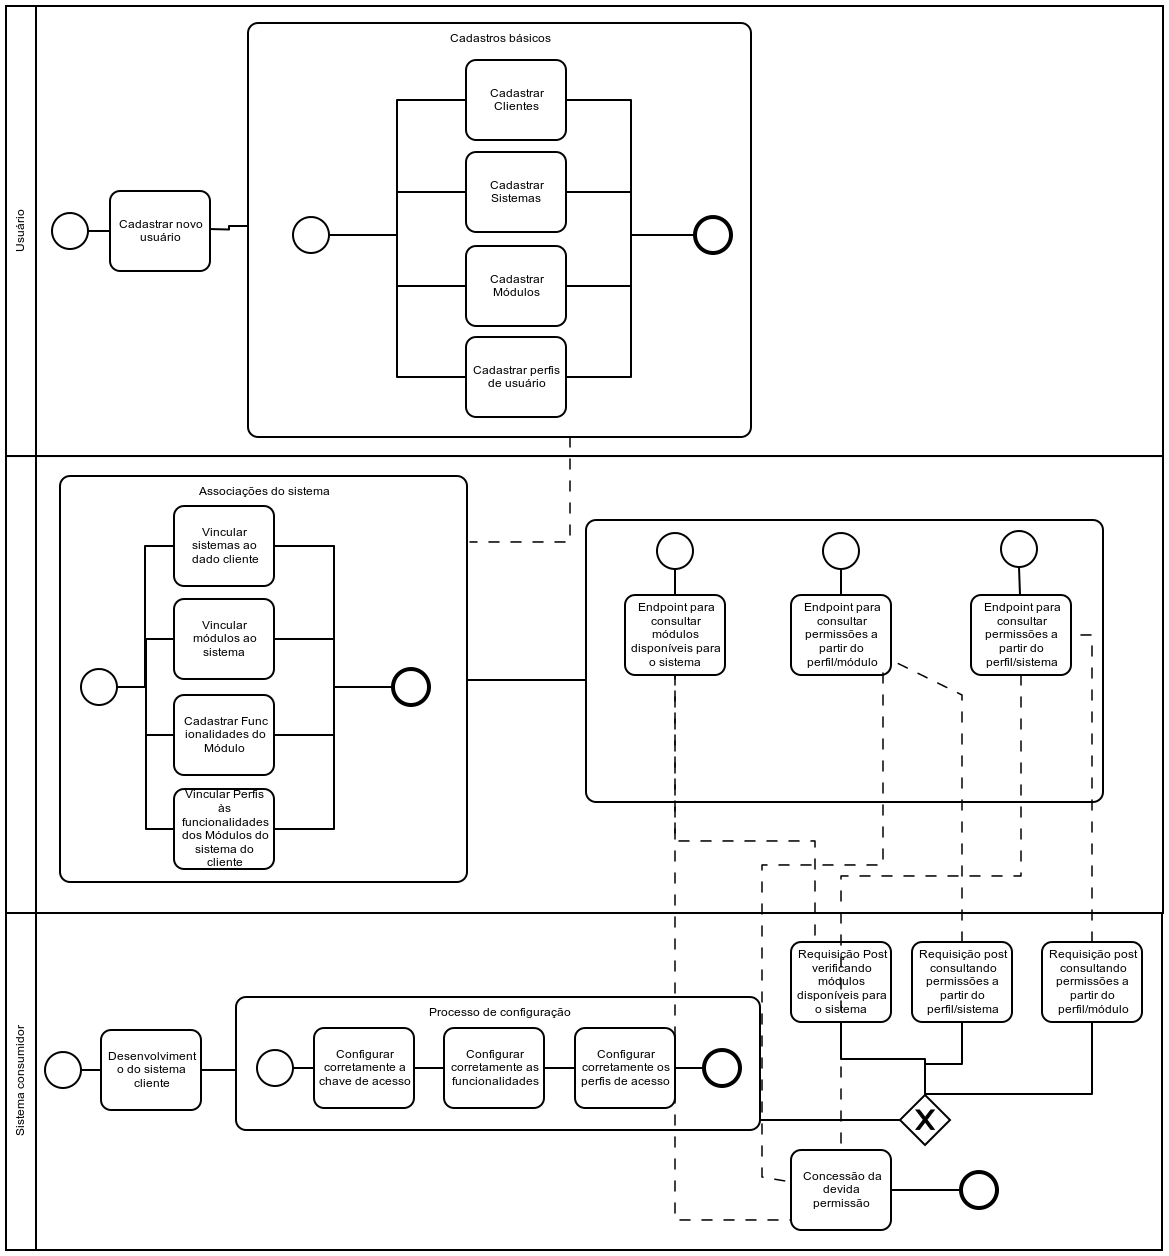 Usuário
Cadastros básicos
Cadastrar
Clientes
Cadastrar
Sistemas
Cadastrar novo
usuário
Cadastrar
Módulos
Cadastrar perfis
de usuário
Associações do sistema
Vincular
sistemas ao
dado cliente
Vincular
módulos ao
sistema
Cadastrar Func
ionalidades do
Módulo
Vincular Perfis
às
funcionalidades
dos Módulos do
sistema do
cliente
Endpoint para
consultar
módulos
disponíveis para
o sistema
Endpoint para
consultar
permissões a
partir do
perfil/módulo
Endpoint para
consultar
permissões a
partir do
perfil/sistema
Sistema consumidor
Desenvolviment
o do sistema
cliente
Processo de configuração
Configurar
corretamente a
chave de acesso
Configurar
corretamente as
funcionalidades
Configurar
corretamente os
perfis de acesso
Requisição Post
verificando
módulos
disponíveis para
o sistema
Requisição post
consultando
permissões a
partir do
perfil/sistema
Requisição post
consultando
permissões a
partir do
perfil/módulo
X
Concessão da
devida
permissão